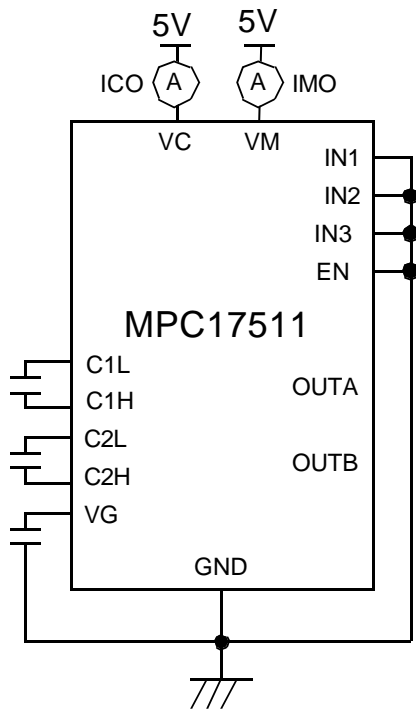 5V 5V
ICO A A IMO
VC VM
IN1
IN2
IN3
EN
MPC17511
C1L
C1H
C2L
C2H
VG
OUTA
OUTB
GND